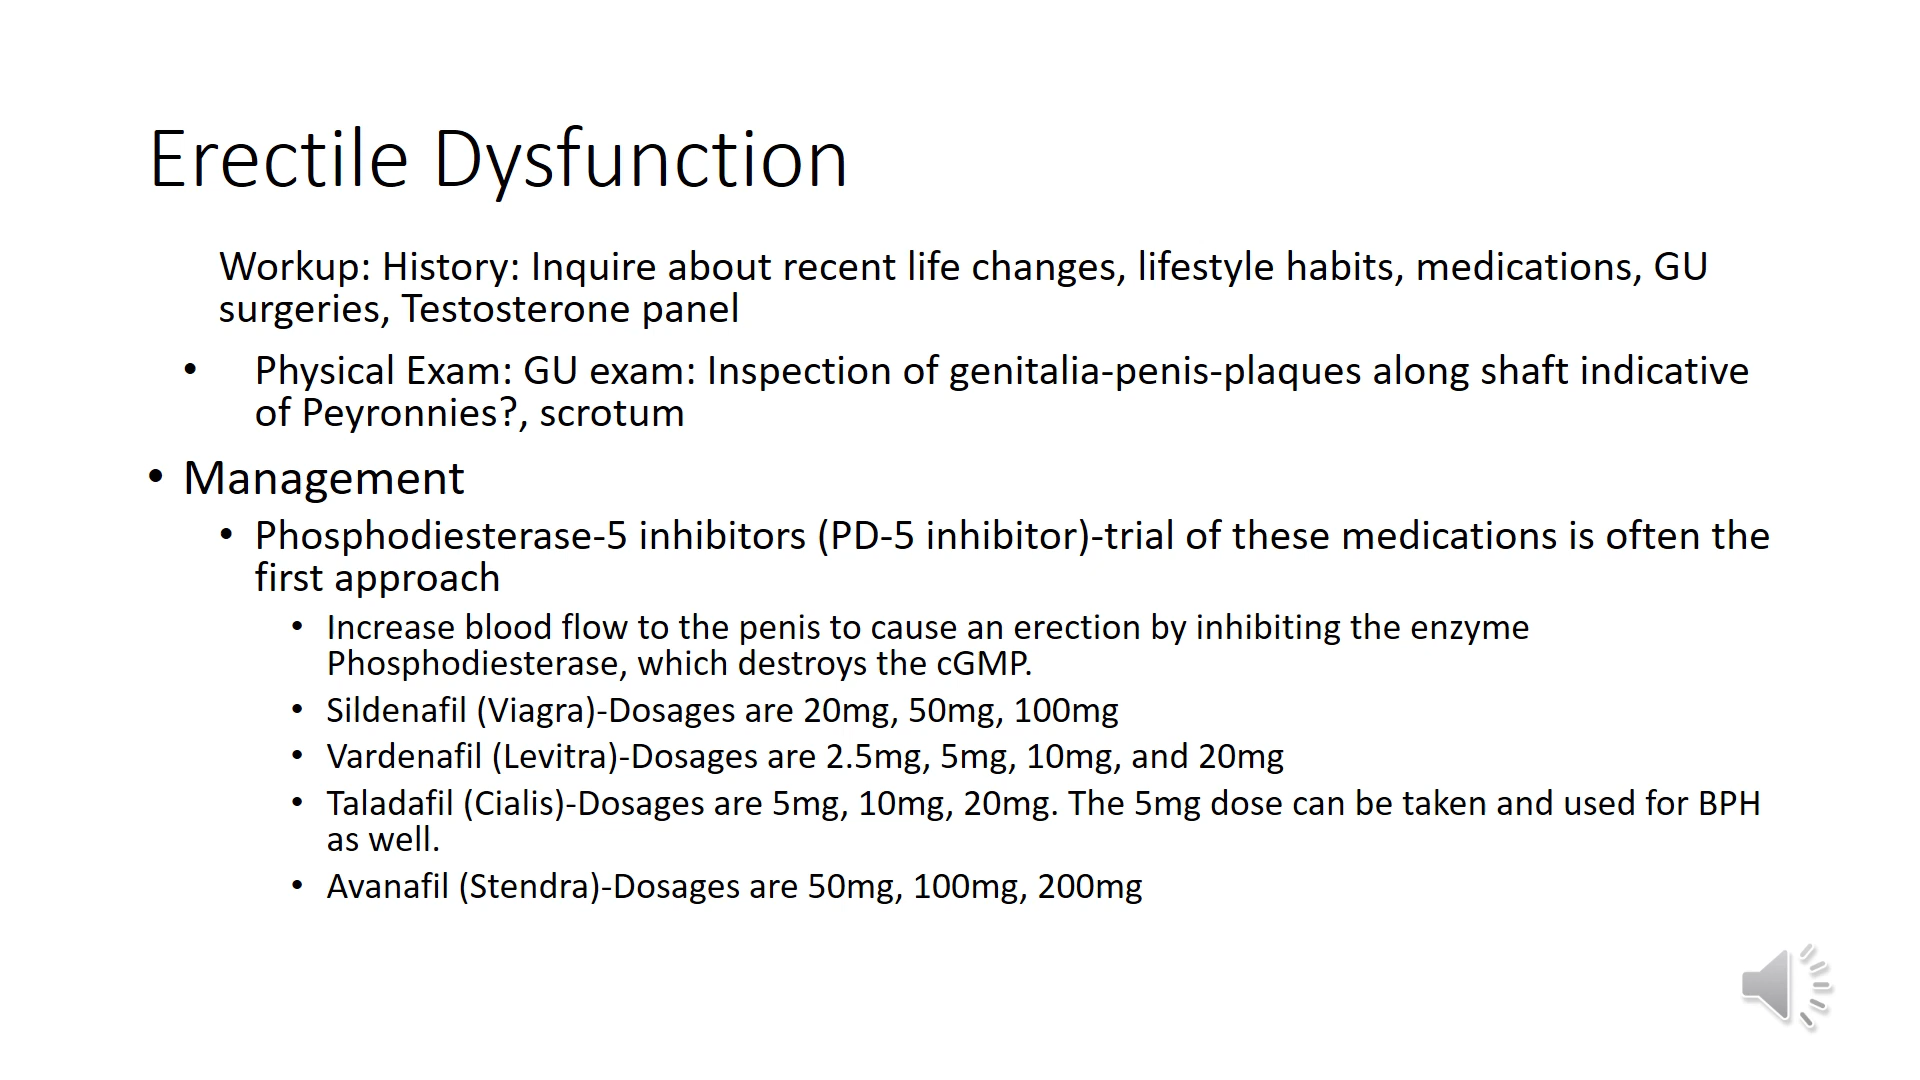 Erectile Dysfunction
Workup: History: Inquire about recent life changes, lifestyle habits, medications, GU
surgeries, Testosterone panel
• Physical Exam: GU exam: Inspection of genitalia-penis-plaques along shaft indicative
of Peyronnies?, scrotum
• Management
• Phosphodiesterase-5 inhibitors (PD-5 inhibitor)-trial of these medications is often the
first approach
• Increase blood flow to the penis to cause an erection by inhibiting the enzyme
Phosphodiesterase, which destroys the cGMP.
• Sildenafil (Viagra)-Dosages are 20mg, 50mg, 100mg
• Vardenafil (Levitra)-Dosages are 2.5mg, 5mg, 10mg, and 20mg
• Taladafil (Cialis)-Dosages are 5mg, 10mg, 20mg. The 5mg dose can be taken and used for BPH
as well.
• Avanafil (Stendra)-Dosages are 50mg, 100mg, 200mg